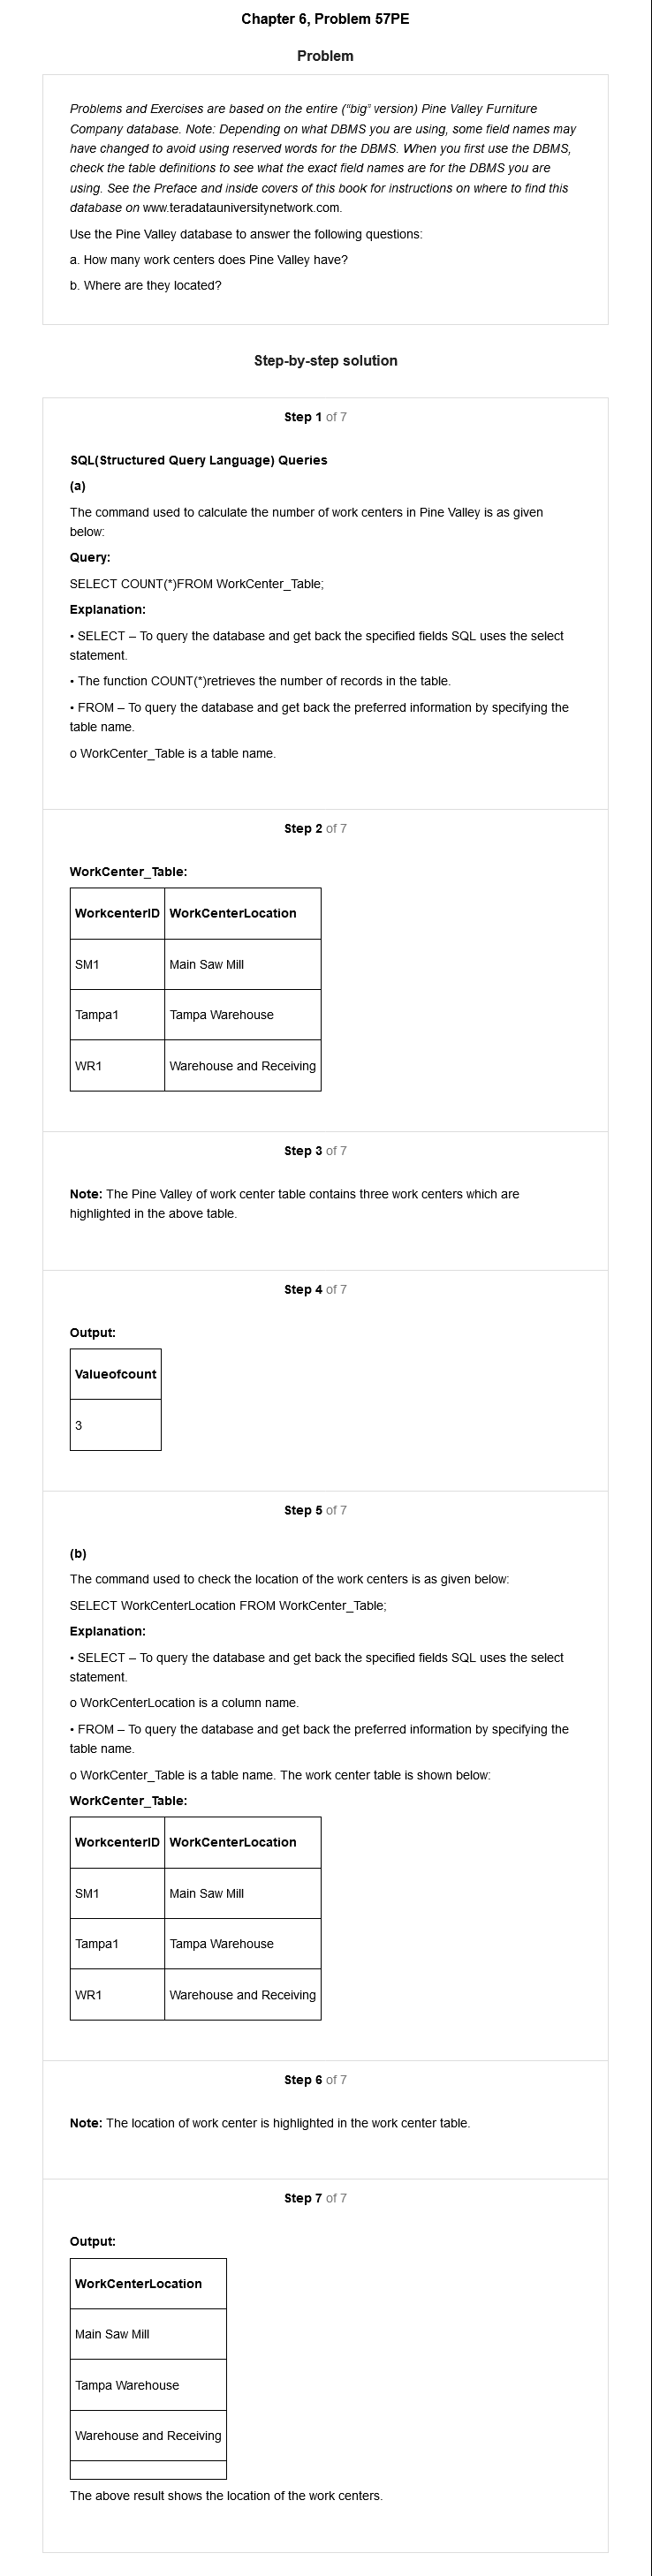 Chapter 6, Problem 57PE
Problem
Problems and Exercises are based on the entire (“big” version) Pine Valley Furniture
Company database. Note: Depending on what DBMS you are using, some field names may
have changed to avoid using reserved words for the DBMS. When you first use the DBMS,
check the table definitions to see what the exact field names are for the DBMS you are
using. See the Preface and inside covers of this book for instructions on where to find this
database on www.teradatauniversitynetwork.com.
Use the Pine Valley database to answer the following questions:
a. How many work centers does Pine Valley have?
b. Where are they located?
Step-by-step solution
Step 1 of 7
SQL(Structured Query Language) Queries
(a)
The command used to calculate the number of work centers in Pine Valley is as given
below:
Query:
SELECT COUNT(*)FROM WorkCenter_Table;
Explanation:
• SELECT – To query the database and get back the specified fields SQL uses the select
statement.
• The function COUNT(*)retrieves the number of records in the table.
• FROM – To query the database and get back the preferred information by specifying the
table name.
o WorkCenter_Table is a table name.
Step 2 of 7
WorkCenter_Table:
WorkcenterID WorkCenterLocation
SM1 Main Saw Mill
Tampa1 Tampa Warehouse
WR1 Warehouse and Receiving
Step 3 of 7
Note: The Pine Valley of work center table contains three work centers which are
highlighted in the above table.
Step 4 of 7
Output:
Valueofcount
3
Step 5 of 7
(b)
The command used to check the location of the work centers is as given below:
SELECT WorkCenterLocation FROM WorkCenter_Table;
Explanation:
• SELECT – To query the database and get back the specified fields SQL uses the select
statement.
o WorkCenterLocation is a column name.
• FROM – To query the database and get back the preferred information by specifying the
table name.
o WorkCenter_Table is a table name. The work center table is shown below:
WorkCenter_Table:
WorkcenterID WorkCenterLocation
SM1 Main Saw Mill
Tampa1 Tampa Warehouse
WR1 Warehouse and Receiving
Step 6 of 7
Note: The location of work center is highlighted in the work center table.
Step 7 of 7
Output:
WorkCenterLocation
Main Saw Mill
Tampa Warehouse
Warehouse and Receiving
The above result shows the location of the work centers.